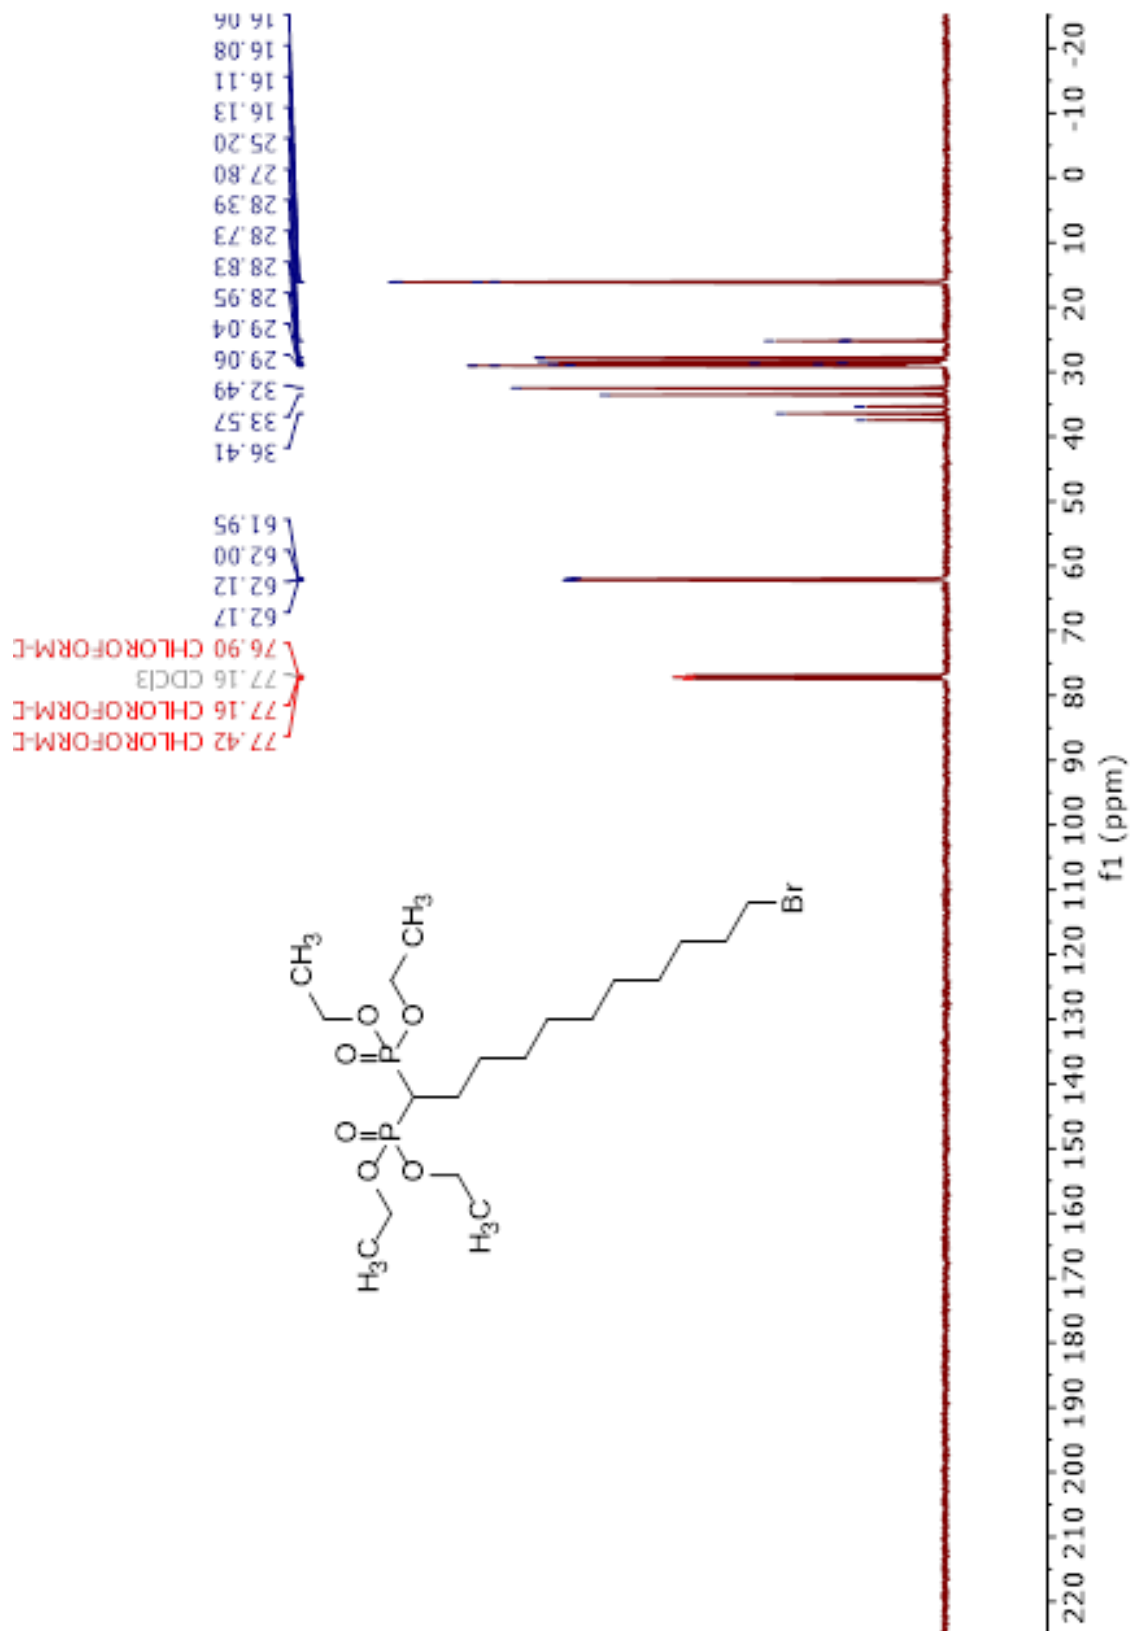 77.42 CHLOROFORM-D
77.16 CHLOROFORM-D
77.16 CDCl3
76.90 CHLOROFORM-D
62.17
62.12
62.00
61.95
36.41
33.57
32.49
29.06
29.04
28.95
28.83
28.73
28.39
27.80
25.20
16.13
16.11
16.08
16.06
H3C
H3C
O
O
O
P
O
P
O
O
CH3
CH3
Br
220 210 200 190 180 170 160 150 140 130 120 110 100 90 80 70 60 50 40 30 20 10 0 -10 -20
f1 (ppm)